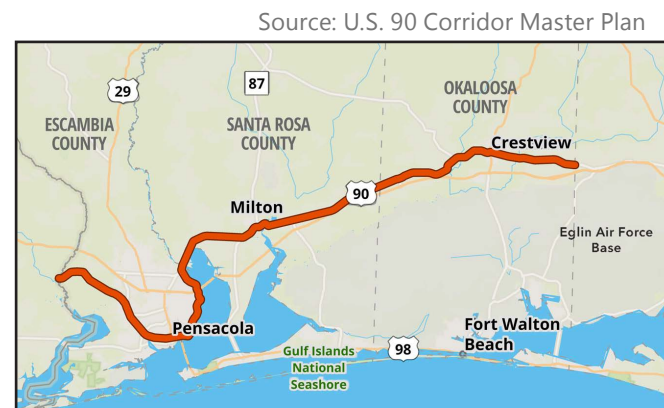 Source: U.S. 90 Corridor Master Plan
29
87
OKALOOSA
COUNTY
ESCAMBIA
COUNTY
SANTA ROSA
COUNTY
Crestview
90
Milton
Eglin Air Force
Base
Pensacola
Fort Walton
Beach
98
Gulf Islands
National
Seashore